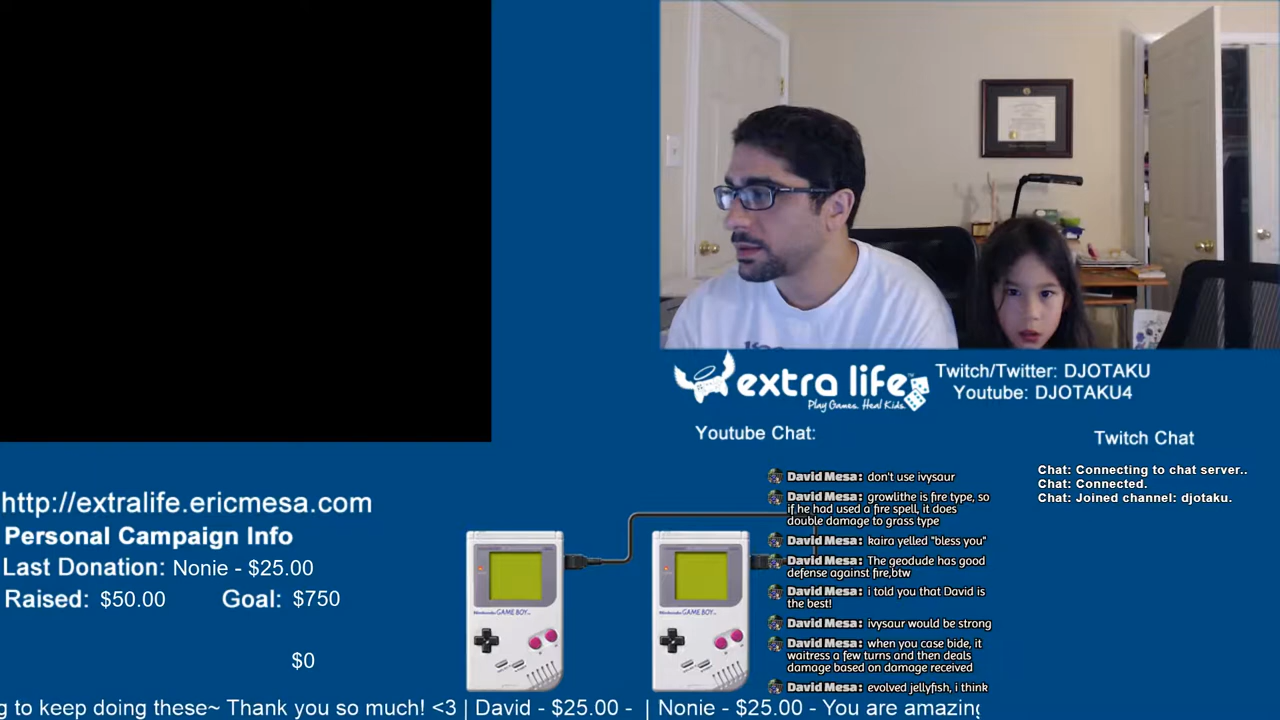 extra life
Play Games. Heal Kids.
Twitch/Twitter: DJOTAKU
Youtube: DJOTAKU4
Youtube Chat:
Twitch Chat
David Mesa: don't use ivysaur
David Mesa: growlithe is fire type, so
if he had used a fire spell, it does
double damage to grass type
David Mesa: kaira yelled "bless you"
David Mesa: The geodude has good
defense against fire,btw
David Mesa: i told you that David is
the best!
David Mesa: ivysaur would be strong
David Mesa: when you case bide, it
waitress a few turns and then deals
damage based on damage received
David Mesa: evolved jellyfish, i think
Chat: Connecting to chat server..
Chat: Connected.
Chat: Joined channel: djotaku.
http://extralife.ericmesa.com
Personal Campaign Info
Last Donation: Nonie - $25.00
Raised: $50.00 Goal: $750
$0
Nintendo GAME BOY
Nintendo GAME BOY
g to keep doing these~ Thank you so much! <3 | David - $25.00 - | Nonie - $25.00 - You are amazing